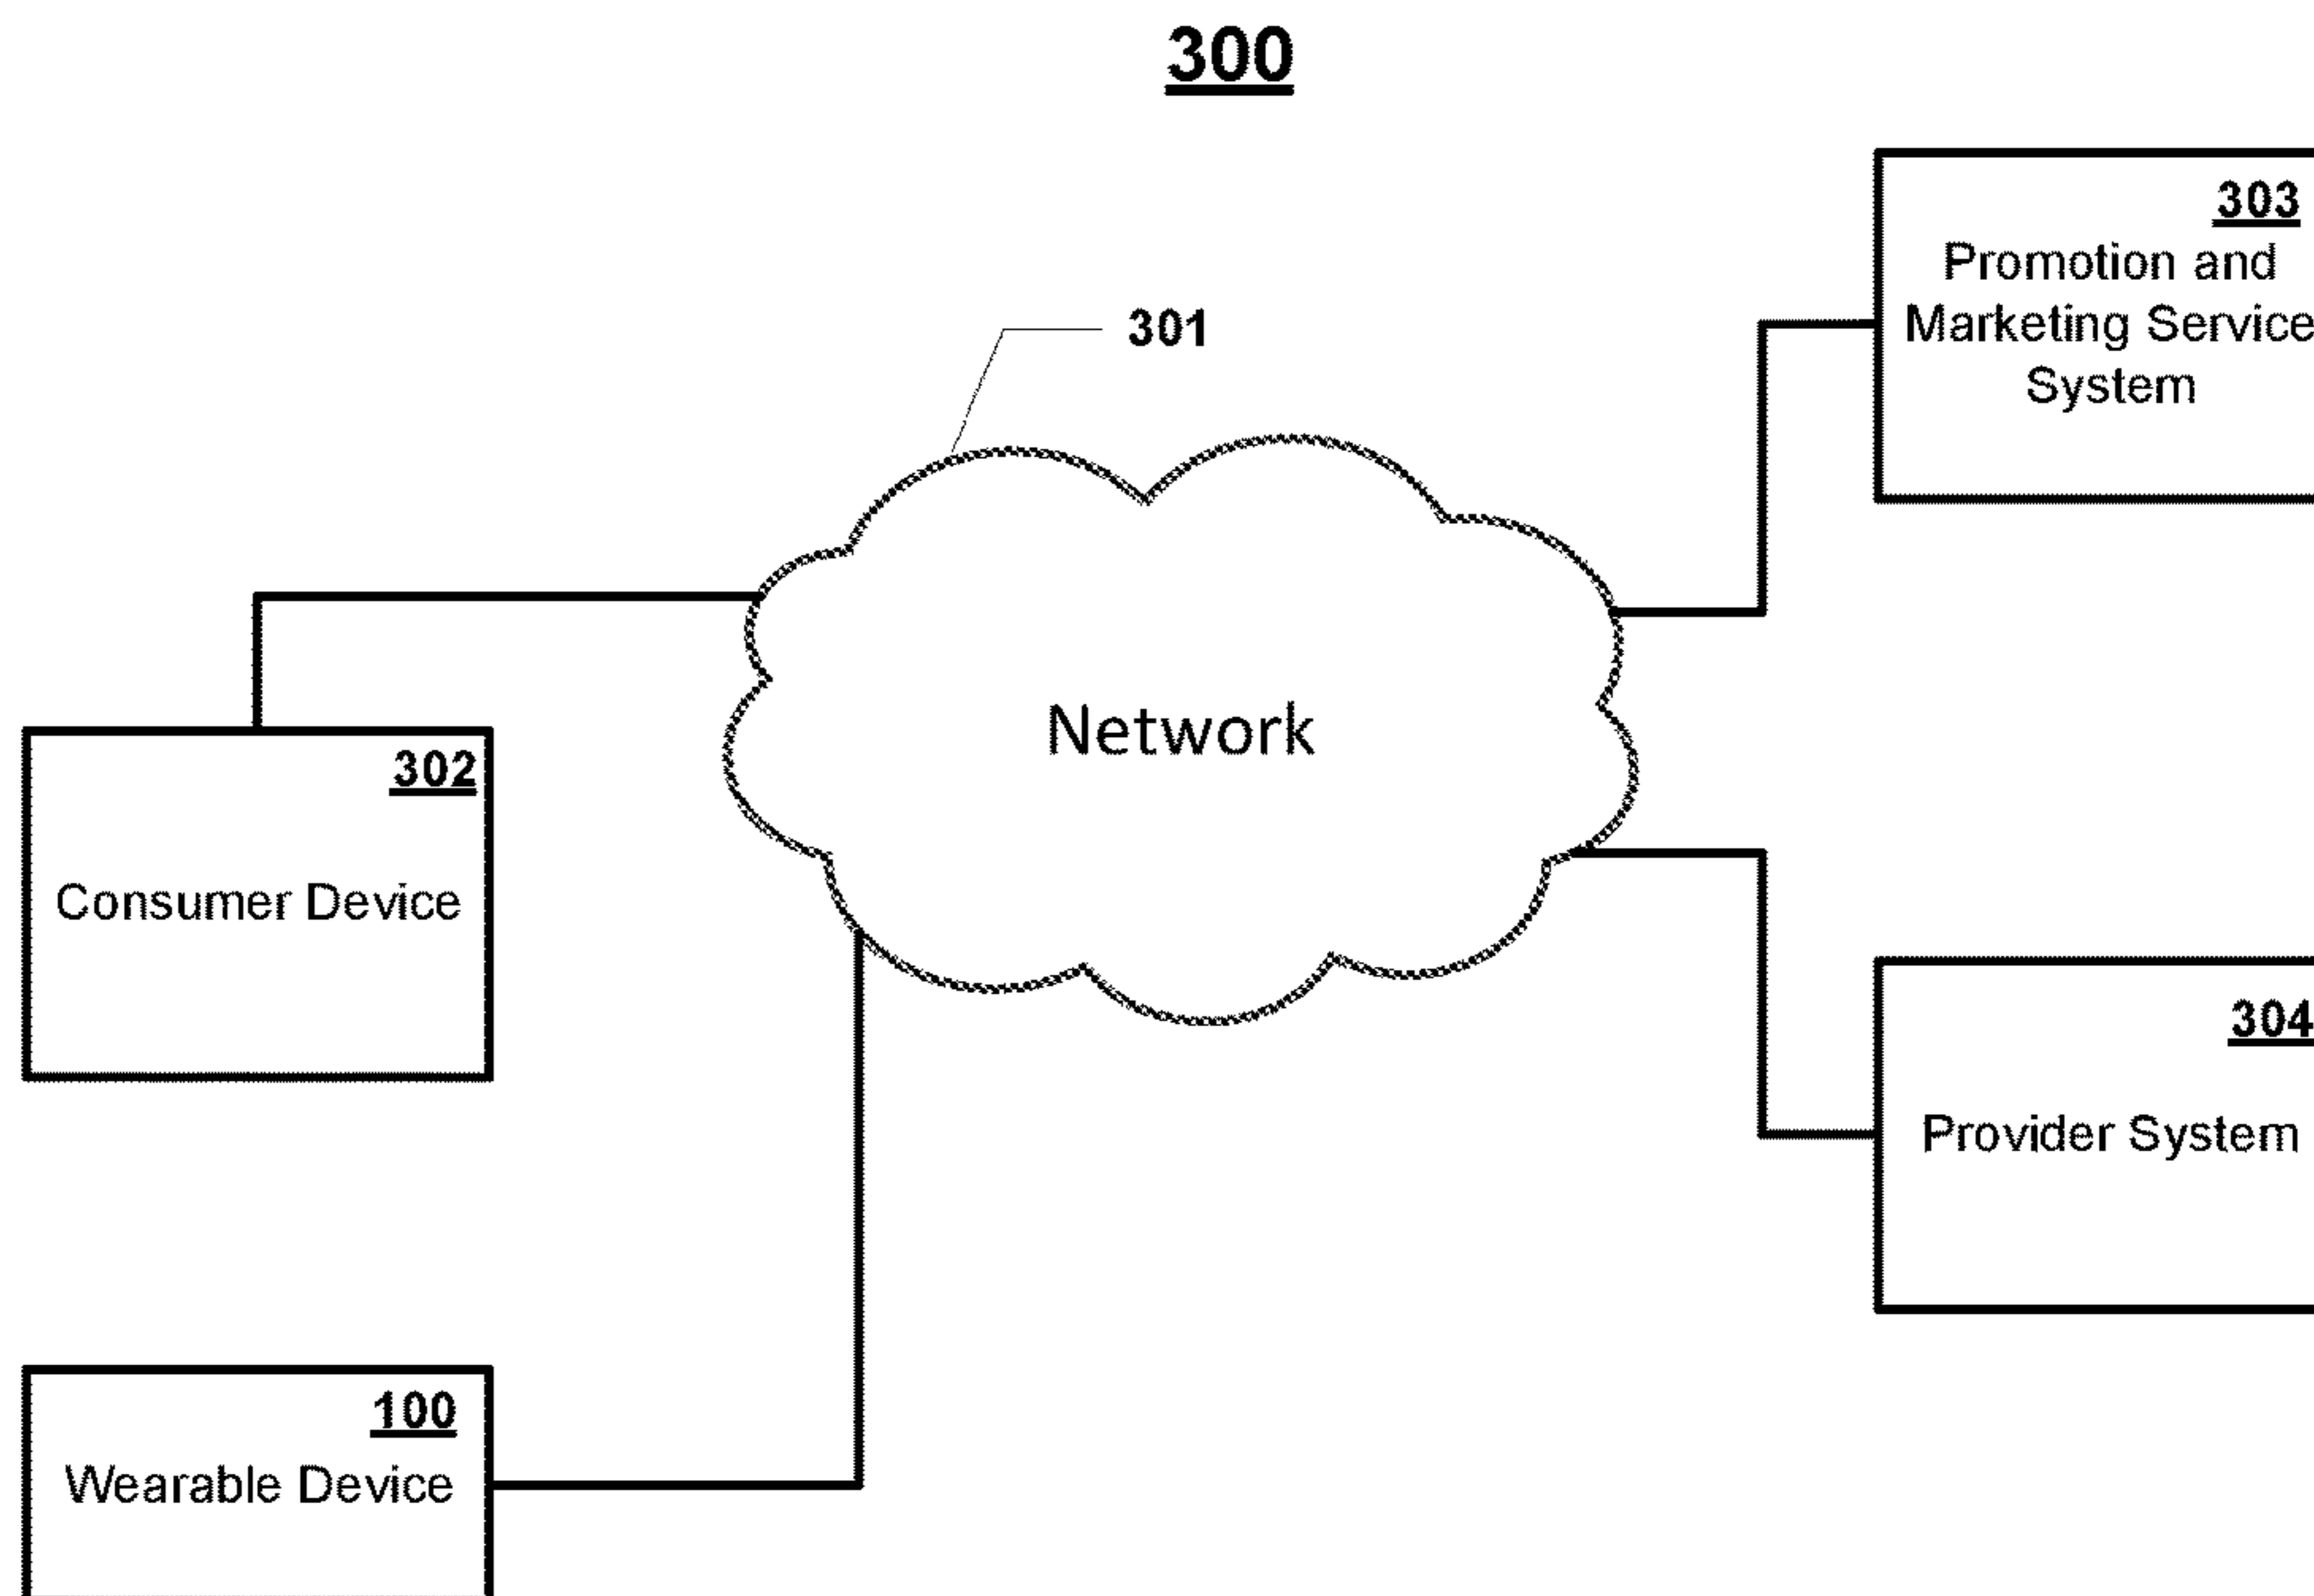 300
303
Promotion and
Marketing Service
System
301
Network
302
Consumer Device
304
Provider System
100
Wearable Device